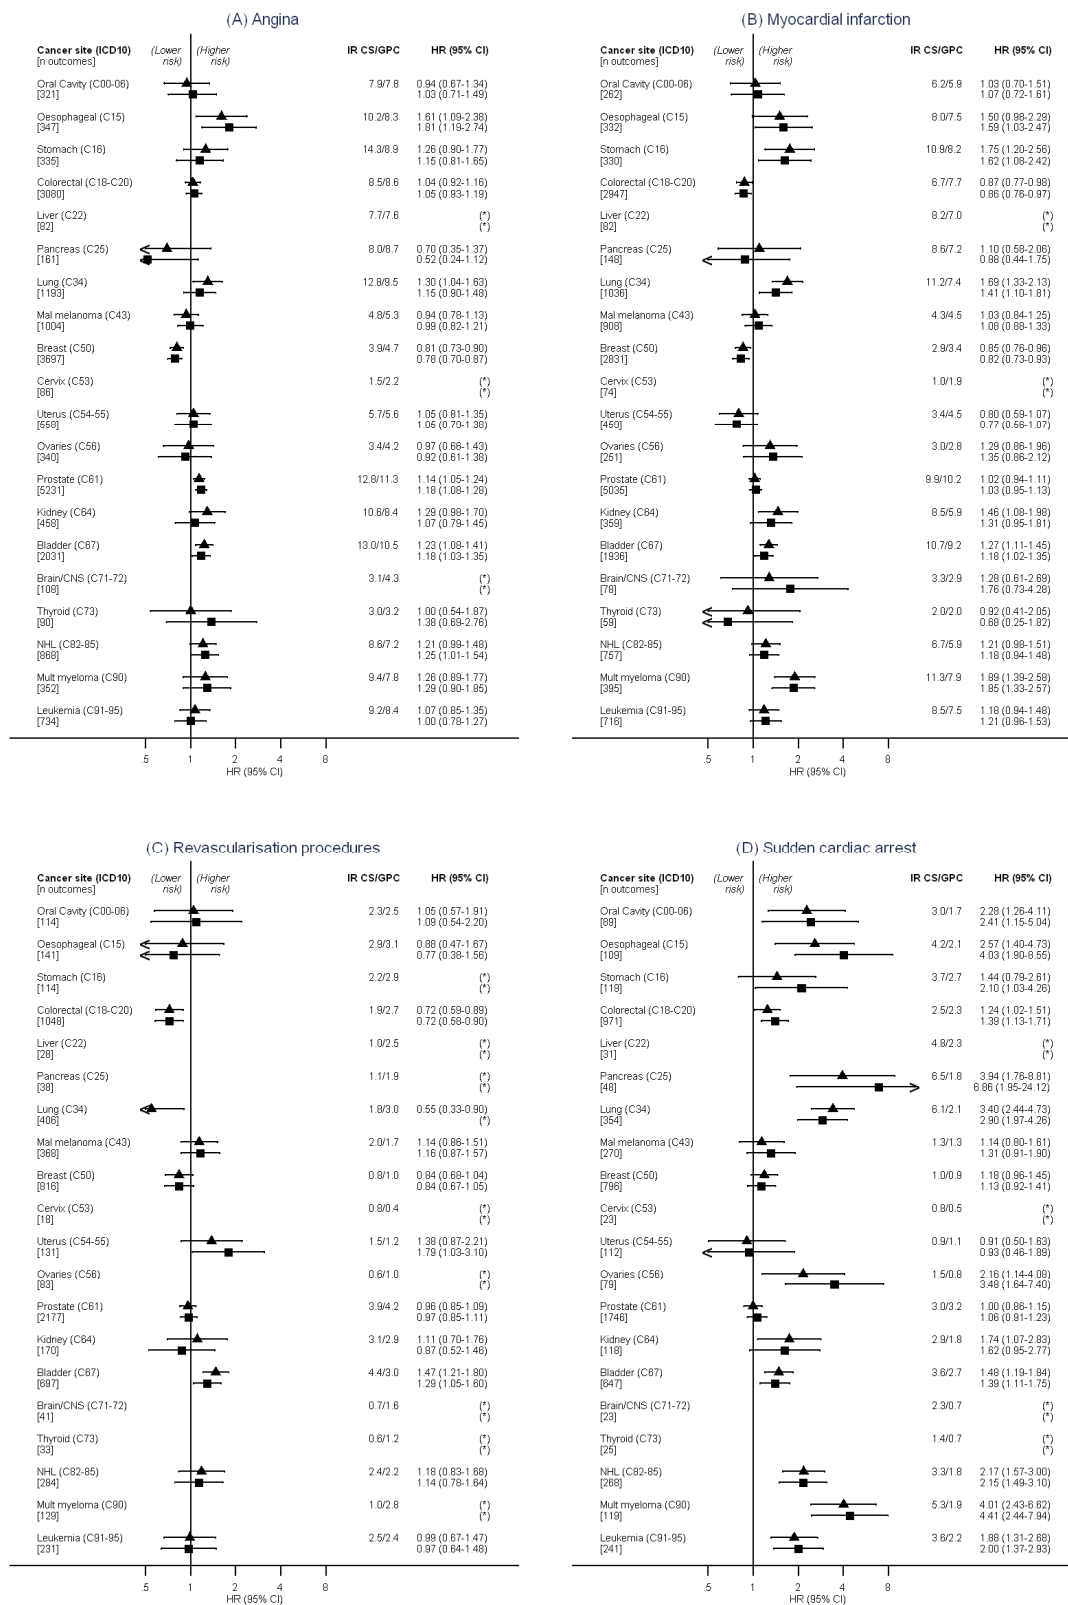 (A) Angina
Cancer site (ICD10) (Lower (Higher IR CS/GPC HR (95% CI)
[n outcomes] risk) risk)
Oral Cavity (C00-06) 7.9/7.8 0.94 (0.67-1.34)
[321] 1.03 (0.71-1.49)
Oesophageal (C15) 10.2/8.3 1.61 (1.09-2.38)
[347] 1.81 (1.19-2.74)
Stomach (C16) 14.3/8.9 1.26 (0.90-1.77)
[335] 1.15 (0.81-1.65)
Colorectal (C18-C20) 8.5/8.6 1.04 (0.92-1.16)
[3080] 1.05 (0.93-1.19)
Liver (C22) 7.7/7.6 (*)
[82] (*)
Pancreas (C25) 8.0/8.7 0.70 (0.35-1.37)
[161] 0.52 (0.24-1.12)
Lung (C34) 12.8/9.5 1.30 (1.04-1.63)
[1193] 1.15 (0.90-1.48)
Mal melanoma (C43) 4.8/5.3 0.94 (0.78-1.13)
[1004] 0.99 (0.82-1.21)
Breast (C50) 3.9/4.7 0.81 (0.73-0.90)
[3697] 0.78 (0.70-0.87)
Cervix (C53) 1.5/2.2 (*)
[86] (*)
Uterus (C54-55) 5.7/5.6 1.05 (0.81-1.35)
[558] 1.05 (0.70-1.38)
Ovaries (C56) 3.4/4.2 0.97 (0.66-1.43)
[340] 0.92 (0.61-1.38)
Prostate (C61) 12.8/11.3 1.14 (1.05-1.24)
[5231] 1.18 (1.08-1.28)
Kidney (C64) 10.6/8.4 1.29 (0.98-1.70)
[458] 1.07 (0.79-1.45)
Bladder (C67) 13.0/10.5 1.23 (1.08-1.41)
[2031] 1.18 (1.03-1.35)
Brain/CNS (C71-72) 3.1/4.3 (*)
[108] (*)
Thyroid (C73) 3.0/3.2 1.00 (0.54-1.87)
[90] 1.38 (0.69-2.76)
NHL (C82-85) 8.6/7.2 1.21 (0.99-1.48)
[868] 1.25 (1.01-1.54)
Mult myeloma (C90) 9.4/7.8 1.26 (0.89-1.77)
[352] 1.29 (0.90-1.85)
Leukemia (C91-95) 9.2/8.4 1.07 (0.85-1.35)
[734] 1.00 (0.78-1.27)
.5 1 2 4 8
HR (95% CI)
(B) Myocardial infarction
Cancer site (ICD10) (Lower (Higher IR CS/GPC HR (95% CI)
[n outcomes] risk) risk)
Oral Cavity (C00-06) 6.2/5.9 1.03 (0.70-1.51)
[262] 1.07 (0.72-1.61)
Oesophageal (C15) 8.0/7.5 1.50 (0.98-2.29)
[332] 1.59 (1.03-2.47)
Stomach (C16) 10.9/8.2 1.75 (1.20-2.56)
[330] 1.62 (1.08-2.42)
Colorectal (C18-C20) 6.7/7.7 0.87 (0.77-0.98)
[2947] 0.86 (0.76-0.97)
Liver (C22) 8.2/7.0 (*)
[82] (*)
Pancreas (C25) 8.6/7.2 1.10 (0.58-2.06)
[148] 0.88 (0.44-1.75)
Lung (C34) 11.2/7.4 1.69 (1.33-2.13)
[1036] 1.41 (1.10-1.81)
Mal melanoma (C43) 4.3/4.5 1.03 (0.84-1.25)
[908] 1.08 (0.88-1.33)
Breast (C50) 2.9/3.4 0.85 (0.76-0.96)
[2831] 0.82 (0.73-0.93)
Cervix (C53) 1.0/1.9 (*)
[74] (*)
Uterus (C54-55) 3.4/4.5 0.80 (0.59-1.07)
[459] 0.77 (0.56-1.07)
Ovaries (C56) 3.0/2.8 1.29 (0.86-1.96)
[251] 1.35 (0.86-2.12)
Prostate (C61) 9.9/10.2 1.02 (0.94-1.11)
[5035] 1.03 (0.95-1.13)
Kidney (C64) 8.5/5.9 1.46 (1.08-1.98)
[359] 1.31 (0.95-1.81)
Bladder (C67) 10.7/9.2 1.27 (1.11-1.45)
[1936] 1.18 (1.02-1.35)
Brain/CNS (C71-72) 3.3/2.9 1.28 (0.61-2.69)
[78] 1.76 (0.73-4.28)
Thyroid (C73) 2.0/2.0 0.92 (0.41-2.05)
[59] 0.68 (0.25-1.82)
NHL (C82-85) 6.7/5.9 1.21 (0.98-1.51)
[757] 1.18 (0.94-1.48)
Mult myeloma (C90) 11.3/7.9 1.89 (1.39-2.58)
[395] 1.85 (1.33-2.57)
Leukemia (C91-95) 8.5/7.5 1.18 (0.94-1.48)
[716] 1.21 (0.96-1.53)
.5 1 2 4 8
HR (95% CI)
(C) Revascularisation procedures
Cancer site (ICD10) (Lower (Higher IR CS/GPC HR (95% CI)
[n outcomes] risk) risk)
Oral Cavity (C00-06) 2.3/2.5 1.05 (0.57-1.91)
[114] 1.09 (0.54-2.20)
Oesophageal (C15) 2.9/3.1 0.88 (0.47-1.67)
[141] 0.77 (0.38-1.56)
Stomach (C16) 2.2/2.9 (*)
[114] (*)
Colorectal (C18-C20) 1.9/2.7 0.72 (0.59-0.89)
[1048] 0.72 (0.58-0.90)
Liver (C22) 1.0/2.5 (*)
[28] (*)
Pancreas (C25) 1.1/1.9 (*)
[38] (*)
Lung (C34) 1.8/3.0 0.55 (0.33-0.90)
[406] (*)
Mal melanoma (C43) 2.0/1.7 1.14 (0.86-1.51)
[368] 1.16 (0.87-1.57)
Breast (C50) 0.8/1.0 0.84 (0.68-1.04)
[816] 0.84 (0.67-1.05)
Cervix (C53) 0.8/0.4 (*)
[18] (*)
Uterus (C54-55) 1.5/1.2 1.38 (0.87-2.21)
[131] 1.79 (1.03-3.10)
Ovaries (C56) 0.6/1.0 (*)
[83] (*)
Prostate (C61) 3.9/4.2 0.96 (0.85-1.09)
[2177] 0.97 (0.85-1.11)
Kidney (C64) 3.1/2.9 1.11 (0.70-1.76)
[170] 0.87 (0.52-1.46)
Bladder (C67) 4.4/3.0 1.47 (1.21-1.80)
[697] 1.29 (1.05-1.60)
Brain/CNS (C71-72) 0.7/1.6 (*)
[41] (*)
Thyroid (C73) 0.6/1.2 (*)
[33] (*)
NHL (C82-85) 2.4/2.2 1.18 (0.83-1.68)
[284] 1.14 (0.78-1.64)
Mult myeloma (C90) 1.0/2.8 (*)
[129] (*)
Leukemia (C91-95) 2.5/2.4 0.99 (0.67-1.47)
[231] 0.97 (0.64-1.48)
.5 1 2 4 8
HR (95% CI)
(D) Sudden cardiac arrest
Cancer site (ICD10) (Lower (Higher IR CS/GPC HR (95% CI)
[n outcomes] risk) risk)
Oral Cavity (C00-06) 3.0/1.7 2.28 (1.26-4.11)
[89] 2.41 (1.15-5.04)
Oesophageal (C15) 4.2/2.1 2.57 (1.40-4.73)
[109] 4.03 (1.90-8.55)
Stomach (C16) 3.7/2.7 1.44 (0.79-2.61)
[119] 2.10 (1.03-4.26)
Colorectal (C18-C20) 2.5/2.3 1.24 (1.02-1.51)
[971] 1.39 (1.13-1.71)
Liver (C22) 4.8/2.3 (*)
[31] (*)
Pancreas (C25) 6.5/1.8 3.94 (1.76-8.81)
[48] 6.86 (1.95-24.12)
Lung (C34) 6.1/2.1 3.40 (2.44-4.73)
[354] 2.90 (1.97-4.26)
Mal melanoma (C43) 1.3/1.3 1.14 (0.80-1.61)
[270] 1.31 (0.91-1.90)
Breast (C50) 1.0/0.9 1.18 (0.96-1.45)
[796] 1.13 (0.92-1.41)
Cervix (C53) 0.8/0.5 (*)
[23] (*)
Uterus (C54-55) 0.9/1.1 0.91 (0.50-1.63)
[112] 0.93 (0.46-1.89)
Ovaries (C56) 1.5/0.8 2.16 (1.14-4.08)
[79] 3.48 (1.64-7.40)
Prostate (C61) 3.0/3.2 1.00 (0.86-1.15)
[1746] 1.06 (0.91-1.23)
Kidney (C64) 2.9/1.8 1.74 (1.07-2.83)
[118] 1.62 (0.95-2.77)
Bladder (C67) 3.6/2.7 1.48 (1.19-1.84)
[647] 1.39 (1.11-1.75)
Brain/CNS (C71-72) 2.3/0.7 (*)
[23] (*)
Thyroid (C73) 1.4/0.7 (*)
[25] (*)
NHL (C82-85) 3.3/1.8 2.17 (1.57-3.00)
[268] 2.15 (1.49-3.10)
Mult myeloma (C90) 5.3/1.9 4.01 (2.43-6.62)
[119] 4.41 (2.44-7.94)
Leukemia (C91-95) 3.6/2.2 1.88 (1.31-2.68)
[241] 2.00 (1.37-2.93)
.5 1 2 4 8
HR (95% CI)